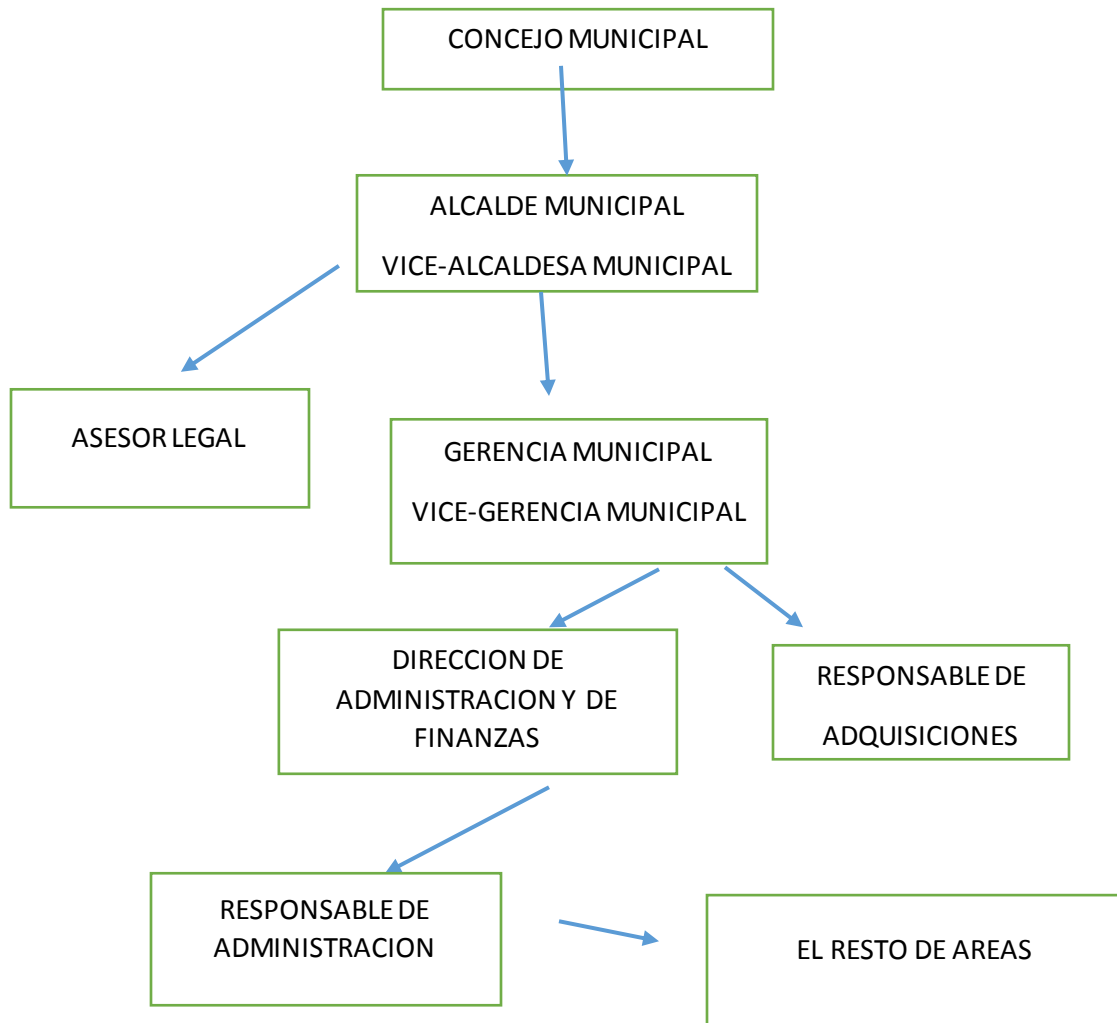 CONCEJO MUNICIPAL
ALCALDE MUNICIPAL
VICE-ALCALDESA MUNICIPAL
ASESOR LEGAL
GERENCIA MUNICIPAL
VICE-GERENCIA MUNICIPAL
DIRECCION DE
ADMINISTRACION Y DE
FINANZAS
RESPONSABLE DE
ADQUISICIONES
RESPONSABLE DE
ADMINISTRACION
EL RESTO DE AREAS